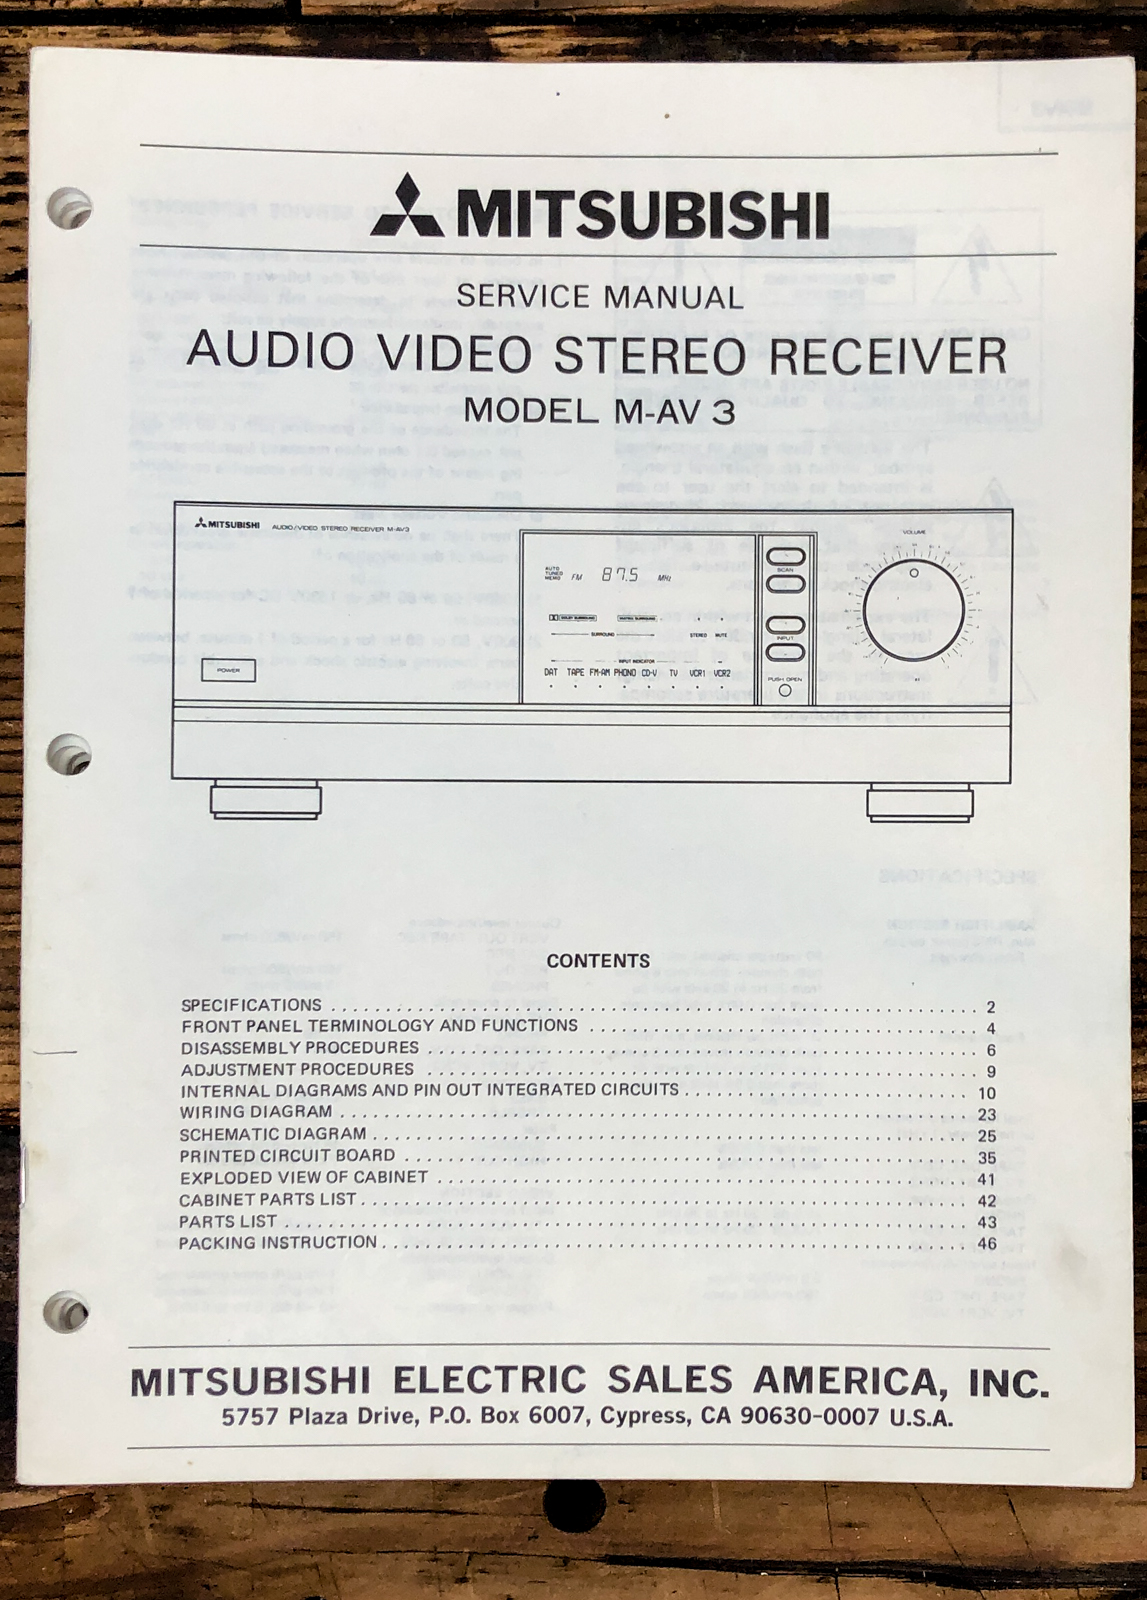 MITSUBISHI
SERVICE MANUAL
AUDIO VIDEO STEREO RECEIVER
MODEL M-AV 3
MITSUBISHI AUDIO/VIDEO STEREO RECEIVER M-AV3
VOLUME
AUTO
TUNED
MEMO FM 87.5 MHz
SCAN
DOLBY SURROUND MATRIX SURROUND
SURROUND STEREO MUTE
INPUT
INPUT INDICATOR
POWER
DAT TAPE FM-AM PHONO CD-V TV VCR1 VCR2
PUSH OPEN
CONTENTS
SPECIFICATIONS 2
FRONT PANEL TERMINOLOGY AND FUNCTIONS 4
DISASSEMBLY PROCEDURES 6
ADJUSTMENT PROCEDURES 9
INTERNAL DIAGRAMS AND PIN OUT INTEGRATED CIRCUITS 10
WIRING DIAGRAM 23
SCHEMATIC DIAGRAM 25
PRINTED CIRCUIT BOARD 35
EXPLODED VIEW OF CABINET 41
CABINET PARTS LIST 42
PARTS LIST 43
PACKING INSTRUCTION 46
MITSUBISHI ELECTRIC SALES AMERICA, INC.
5757 Plaza Drive, P.O. Box 6007, Cypress, CA 90630-0007 U.S.A.